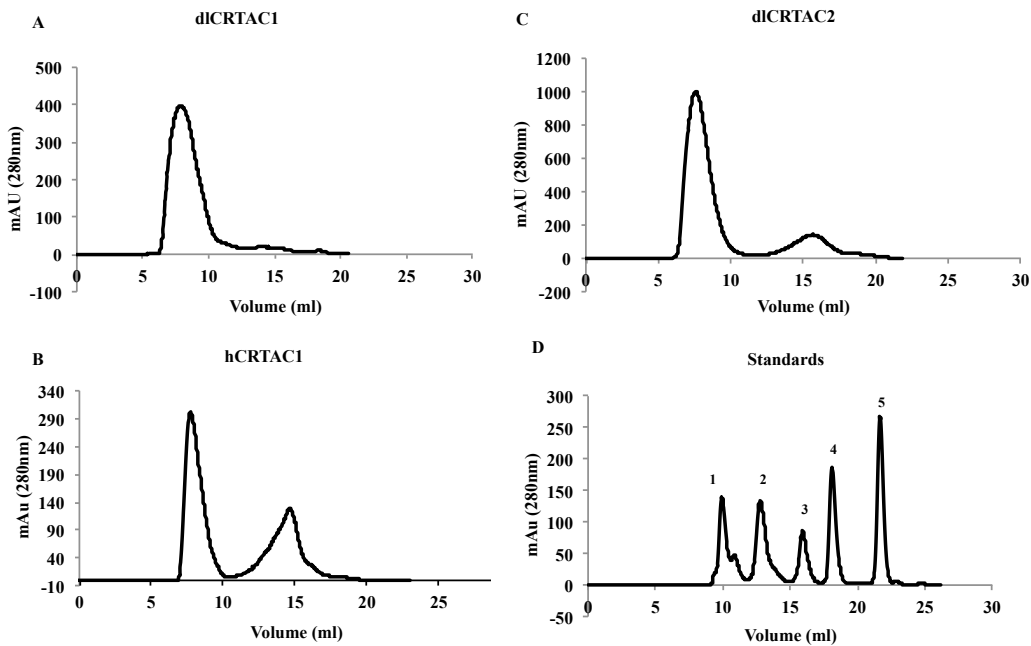 A
dlCRTAC1
500
400
300
200
100
0
-100
0 5 10 15 20 25 30
mAU (280nm)
Volume (ml)
C
dlCRTAC2
1200
1000
800
600
400
200
0
-200
0 5 10 15 20 25 30
mAU (280nm)
Volume (ml)
B
hCRTAC1
340
290
240
190
140
90
40
-10
0 5 10 15 20 25
mAu (280nm)
Volume (ml)
D
Standards
300
250
200
150
100
50
0
-50
0 5 10 15 20 25 30
1 2 3 4 5
mAu (280nm)
Volume (ml)